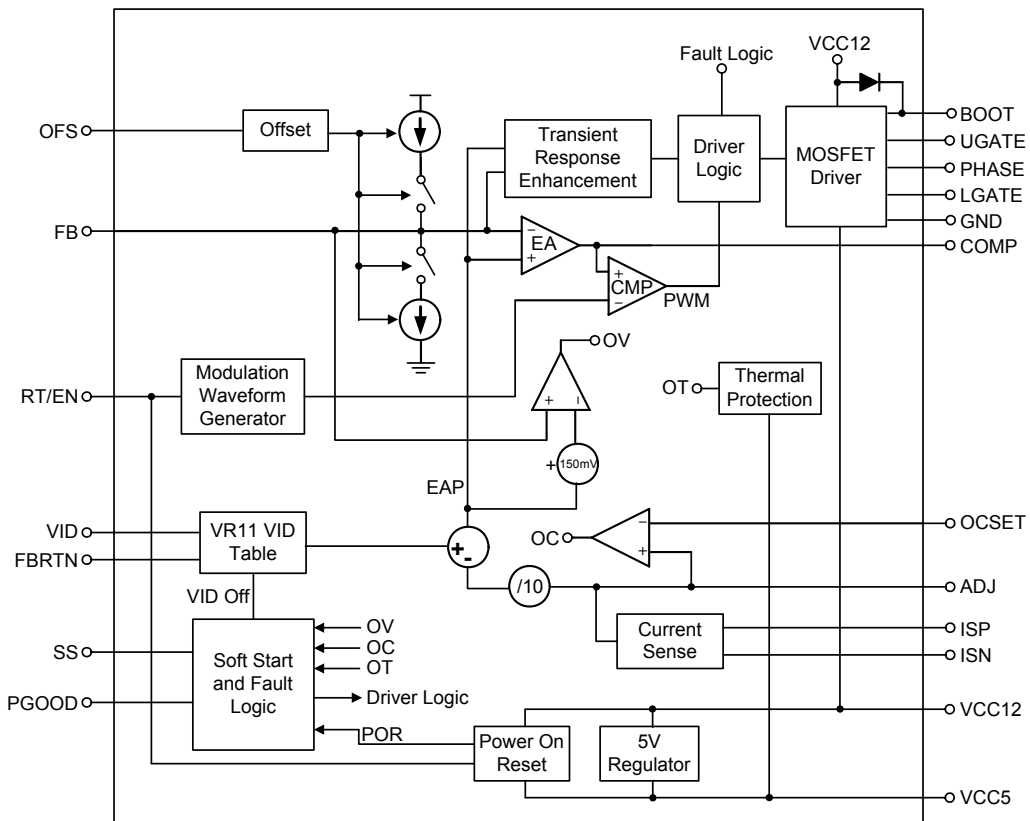 VCC12
Fault Logic
OFS
Offset
Transient
Response
Enhancement
Driver
Logic
MOSFET
Driver
BOOT
UGATE
PHASE
LGATE
GND
FB
−
EA
+
COMP
+
CMP
−
PWM
OV
RT/EN
Modulation
Waveform
Generator
+
−
OT
Thermal
Protection
+
150mV
EAP
VID
FBRTN
VR11 VID
Table
+
-
OC
−
+
OCSET
/10
ADJ
VID Off
SS
PGOOD
Soft Start
and Fault
Logic
OV
OC
OT
Driver Logic
POR
Current
Sense
ISP
ISN
Power On
Reset
5V
Regulator
VCC12
VCC5